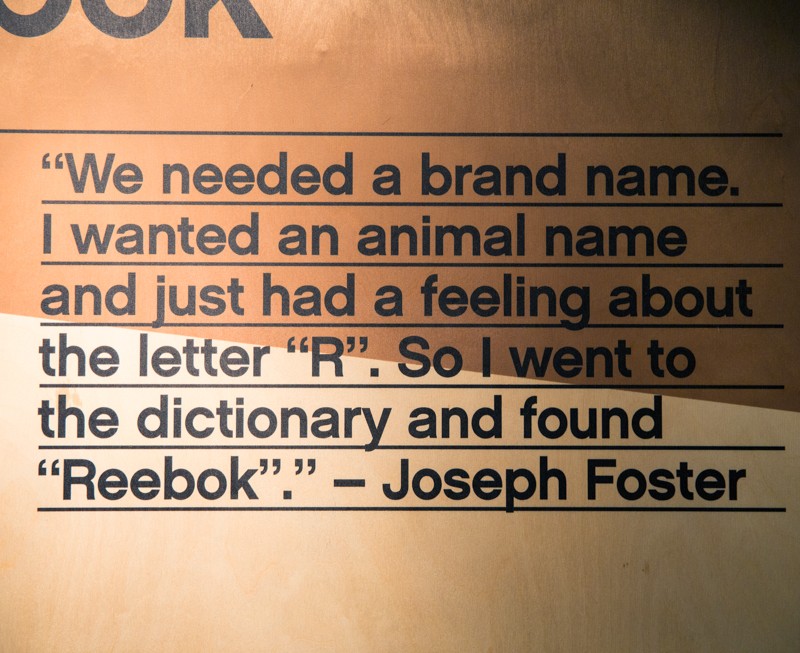 “We needed a brand name.
I wanted an animal name
and just had a feeling about
the letter “R”. So I went to
the dictionary and found
“Reebok”.” – Joseph Foster